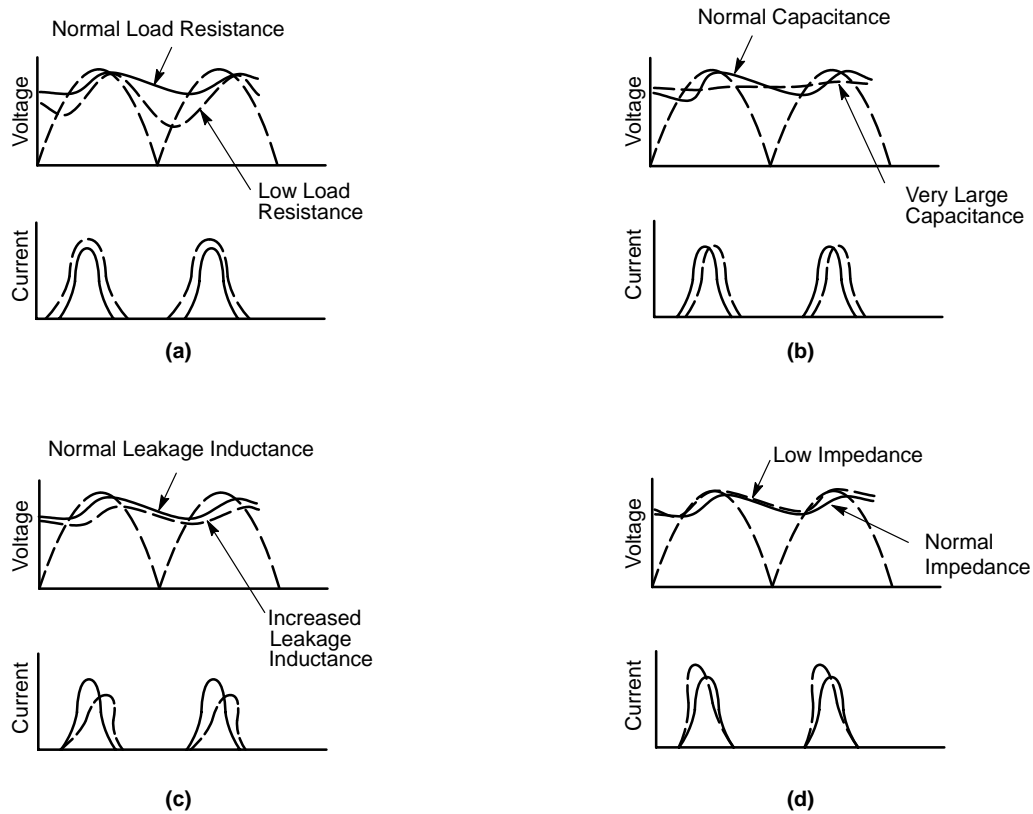 Normal Load Resistance
Voltage
Low Load
Resistance
Current
(a)
Normal Capacitance
Voltage
Very Large
Capacitance
Current
(b)
Normal Leakage Inductance
Voltage
Increased
Leakage
Inductance
Current
(c)
Low Impedance
Voltage
Normal
Impedance
Current
(d)